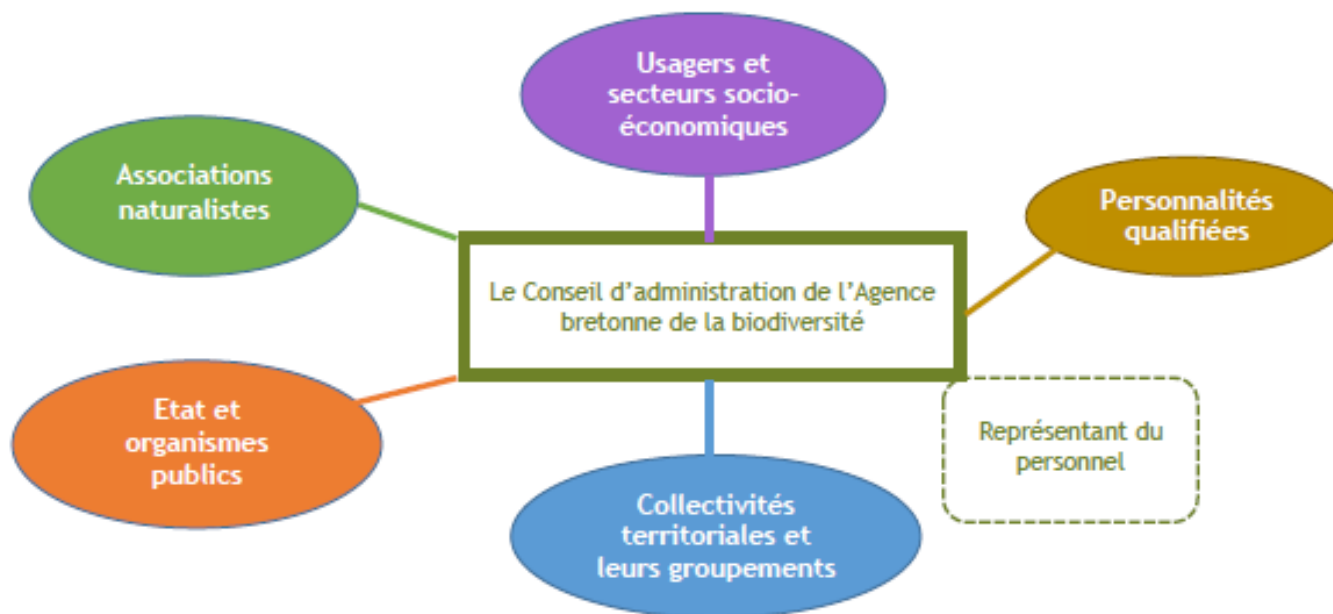 Usagers et
secteurs socio-
économiques
Associations
naturalistes
Personnalités
qualifiées
Le Conseil d’administration de l’Agence
bretonne de la biodiversité
Etat et
organismes
publics
Représentant du
personnel
Collectivités
territoriales et
leurs groupements